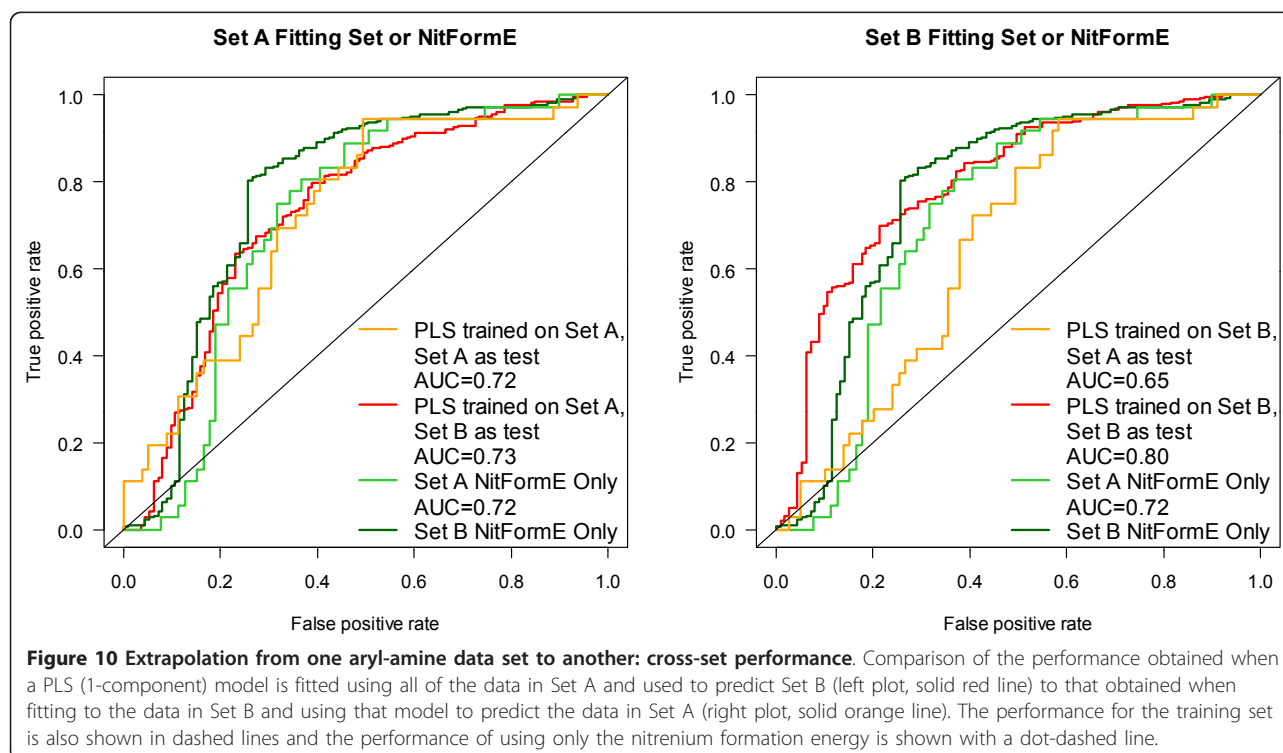 Set A Fitting Set or NitFormE
True positive rate
1.0
0.8
0.6
0.4
0.2
0.0
PLS trained on Set A,
Set A as test
AUC=0.72
PLS trained on Set A,
Set B as test
AUC=0.73
Set A NitFormE Only
AUC=0.72
Set B NitFormE Only
0.0 0.2 0.4 0.6 0.8 1.0
False positive rate
Set B Fitting Set or NitFormE
True positive rate
1.0
0.8
0.6
0.4
0.2
0.0
PLS trained on Set B,
Set A as test
AUC=0.65
PLS trained on Set B,
Set B as test
AUC=0.80
Set A NitFormE Only
AUC=0.72
Set B NitFormE Only
0.0 0.2 0.4 0.6 0.8 1.0
False positive rate
Figure 10 Extrapolation from one aryl-amine data set to another: cross-set performance. Comparison of the performance obtained when
a PLS (1-component) model is fitted using all of the data in Set A and used to predict Set B (left plot, solid red line) to that obtained when
fitting to the data in Set B and using that model to predict the data in Set A (right plot, solid orange line). The performance for the training set
is also shown in dashed lines and the performance of using only the nitrenium formation energy is shown with a dot-dashed line.